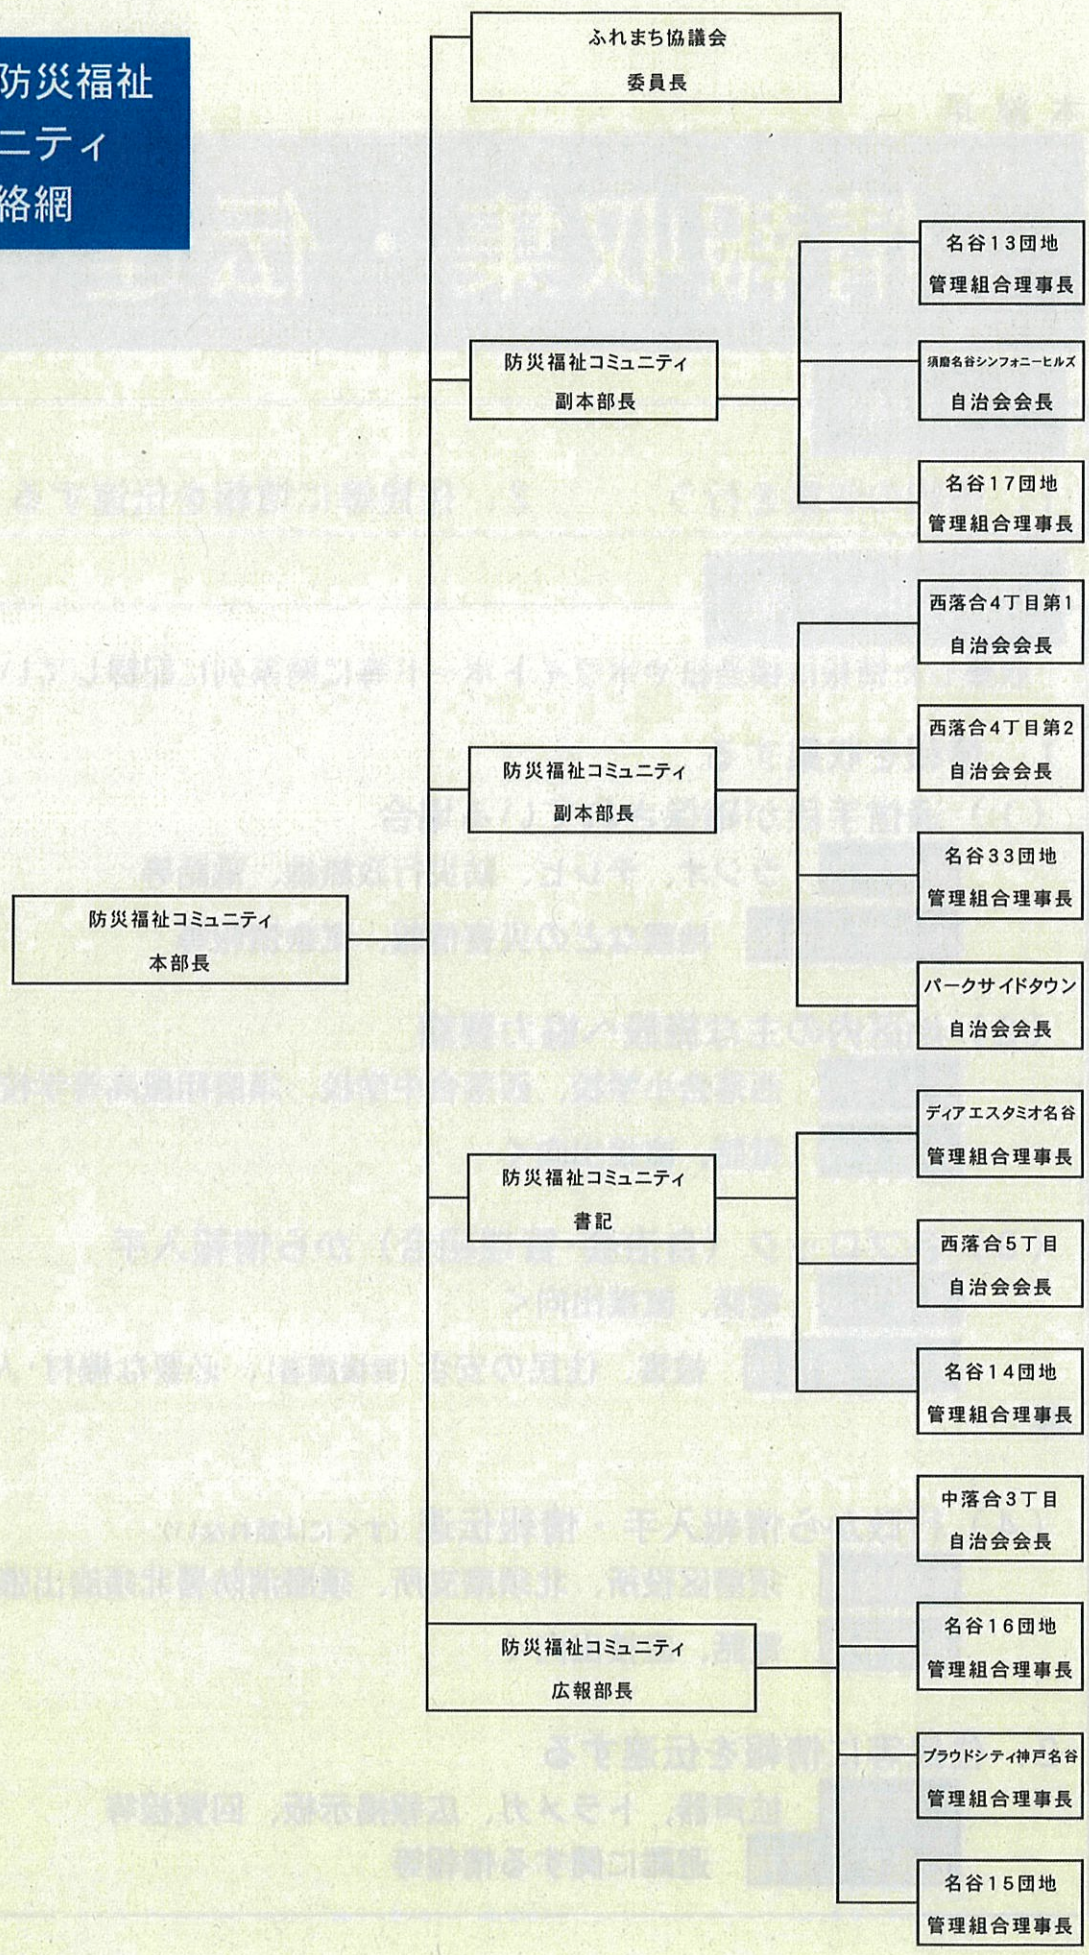 防災福祉
ニティ
絡網
ふれまち協議会
委員長
防災福祉コミュニティ
本部長
防災福祉コミュニティ
副本部長
名谷13団地
管理組合理事長
須磨名谷シンフォニーヒルズ
自治会会長
名谷17団地
管理組合理事長
防災福祉コミュニティ
副本部長
西落合4丁目第1
自治会会長
西落合4丁目第2
自治会会長
名谷33団地
管理組合理事長
パークサイドタウン
自治会会長
防災福祉コミュニティ
書記
ディアエスタミオ名谷
管理組合理事長
西落合5丁目
自治会会長
名谷14団地
管理組合理事長
防災福祉コミュニティ
広報部長
中落合3丁目
自治会会長
名谷16団地
管理組合理事長
プラウドシティ神戸名谷
管理組合理事長
名谷15団地
管理組合理事長